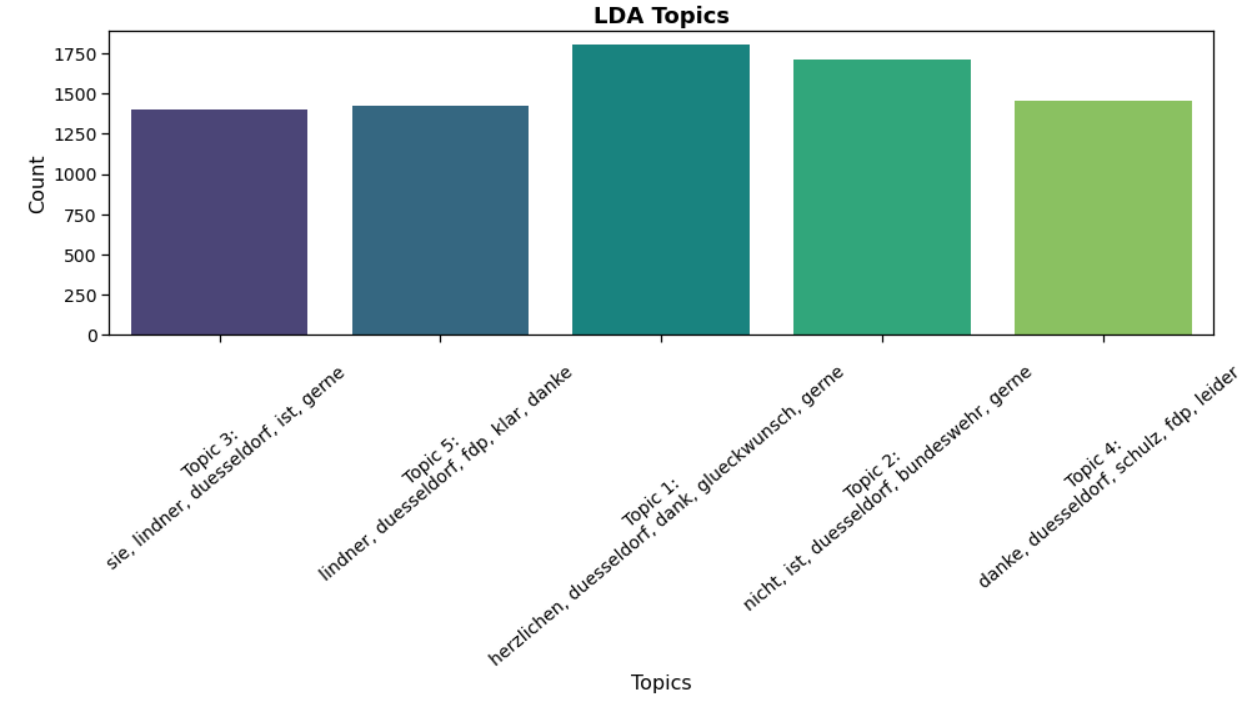 LDA Topics
Count
1750
1500
1250
1000
750
500
250
0
Topic 3:
sie, lindner, duesseldorf, ist, gerne
Topic 5:
lindner, duesseldorf, fdp, klar, danke
Topic 1:
herzlichen, duesseldorf, dank, glueckwunsch, gerne
Topic 2:
nicht, ist, duesseldorf, bundeswehr, gerne
Topic 4:
danke, duesseldorf, schulz, fdp, leider
Topics